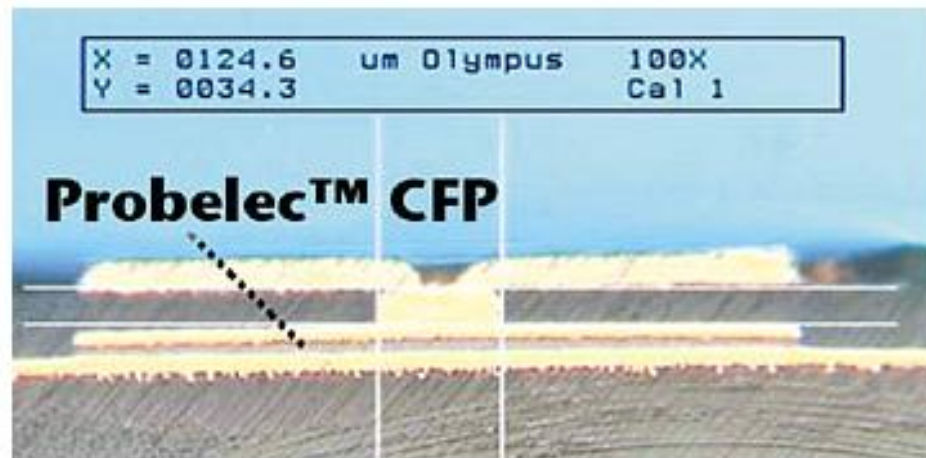 X = 0124.6 um Olympus 100X
Y = 0034.3 Cal 1
Probelec™ CFP